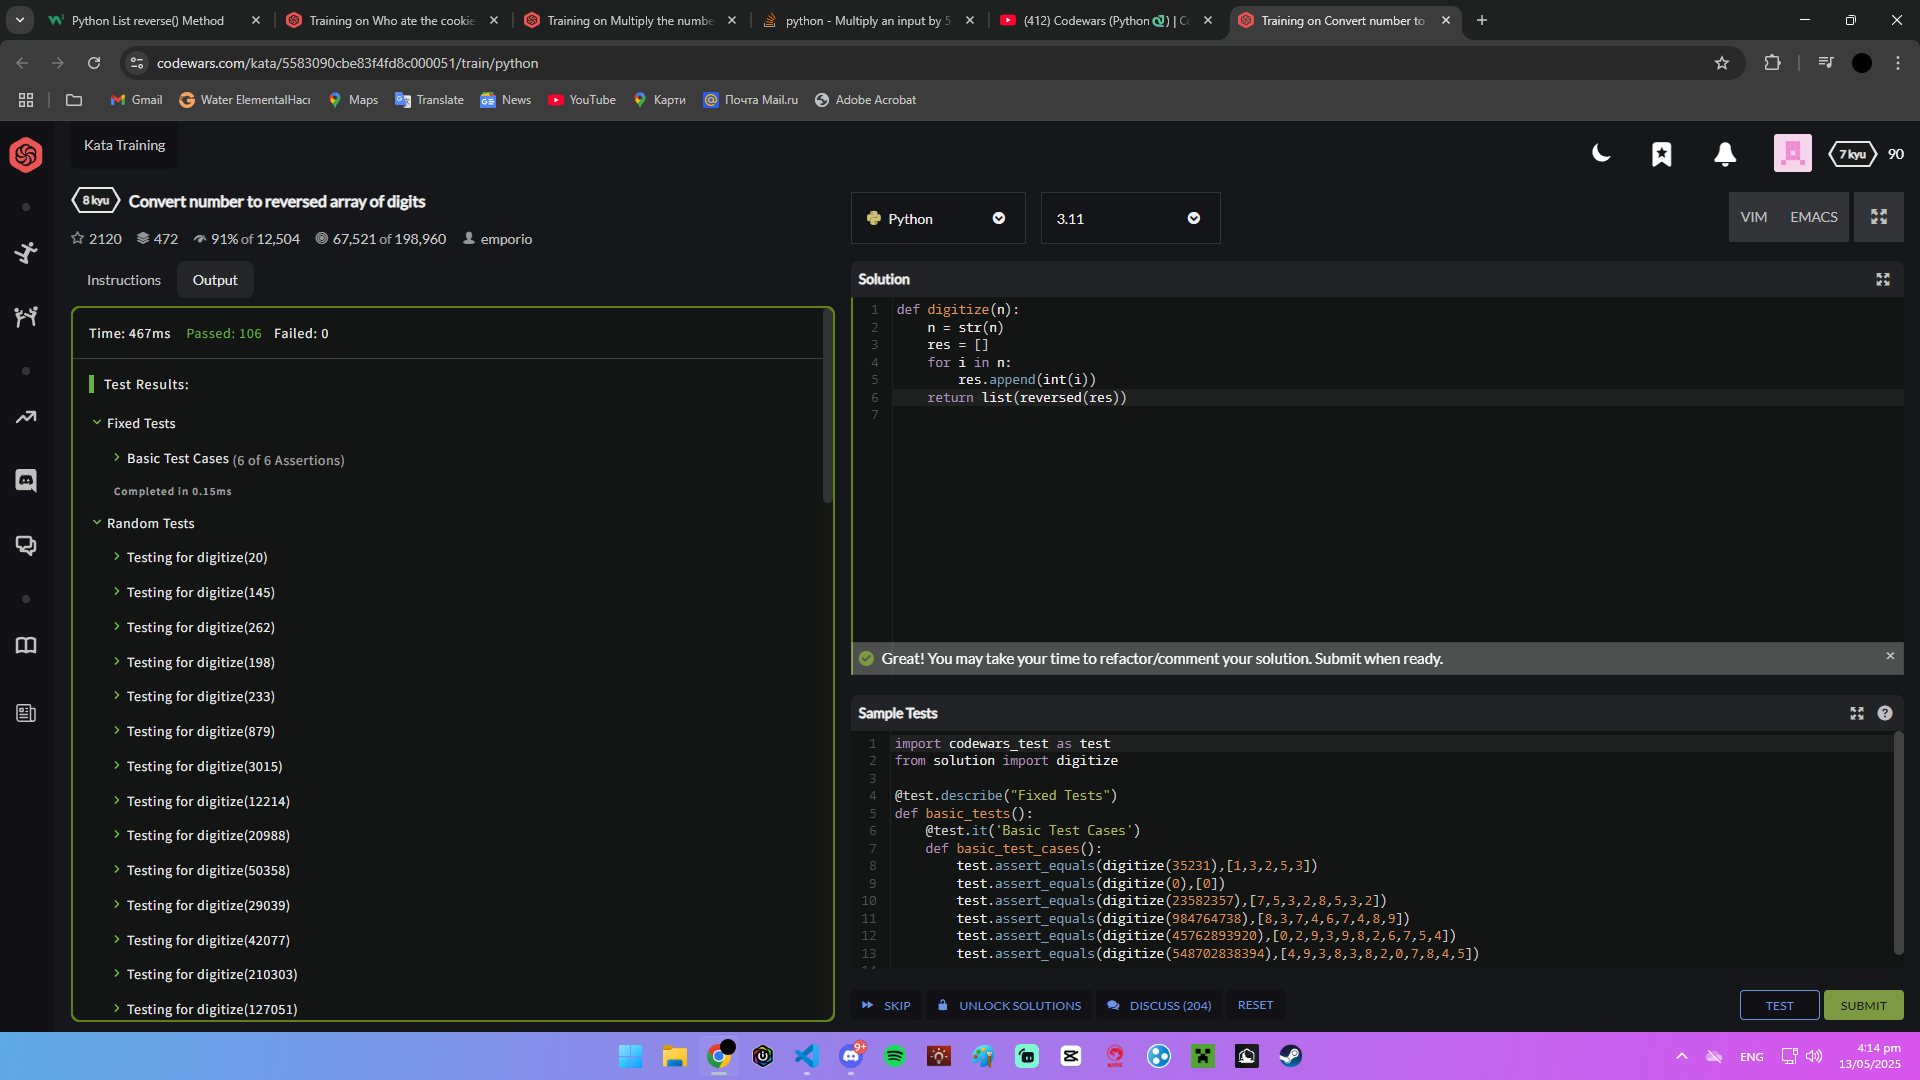 Python List reverse() Method
Training on Who ate the cookie
Training on Multiply the numbe
python - Multiply an input by 5
(412) Codewars (Python
Training on Convert number to
codewars.com/kata/5583090cbe83f4fd8c000051/train/python
Gmail
Water ElementalHacı
Maps
Translate
News
YouTube
Карти
Почта Mail.ru
Adobe Acrobat
Kata Training
7 kyu
90
8 kyu
Convert number to reversed array of digits
2120
472
91% of 12,504
67,521 of 198,960
emporio
Python
3.11
VIM
EMACS
Instructions
Output
Time: 467ms Passed: 106 Failed: 0
Test Results:
Fixed Tests
Basic Test Cases (6 of 6 Assertions)
Completed in 0.15ms
Random Tests
Testing for digitize(20)
Testing for digitize(145)
Testing for digitize(262)
Testing for digitize(198)
Testing for digitize(233)
Testing for digitize(879)
Testing for digitize(3015)
Testing for digitize(12214)
Testing for digitize(20988)
Testing for digitize(50358)
Testing for digitize(29039)
Testing for digitize(42077)
Testing for digitize(210303)
Testing for digitize(127051)
Solution
1 def digitize(n):
2     n = str(n)
3     res = []
4     for i in n:
5         res.append(int(i))
6     return list(reversed(res))
7
Great! You may take your time to refactor/comment your solution. Submit when ready.
Sample Tests
1 import codewars_test as test
2 from solution import digitize
3
4 @test.describe("Fixed Tests")
5 def basic_tests():
6     @test.it('Basic Test Cases')
7     def basic_test_cases():
8         test.assert_equals(digitize(35231),[1,3,2,5,3])
9         test.assert_equals(digitize(0),[0])
10         test.assert_equals(digitize(23582357),[7,5,3,2,8,5,3,2])
11         test.assert_equals(digitize(984764738),[8,3,7,4,6,7,4,8,9])
12         test.assert_equals(digitize(45762893920),[0,2,9,3,9,8,2,6,7,5,4])
13         test.assert_equals(digitize(548702838394),[4,9,3,8,3,8,2,0,7,8,4,5])
SKIP
UNLOCK SOLUTIONS
DISCUSS (204)
RESET
TEST
SUBMIT
9+
ENG
4:14 pm
13/05/2025